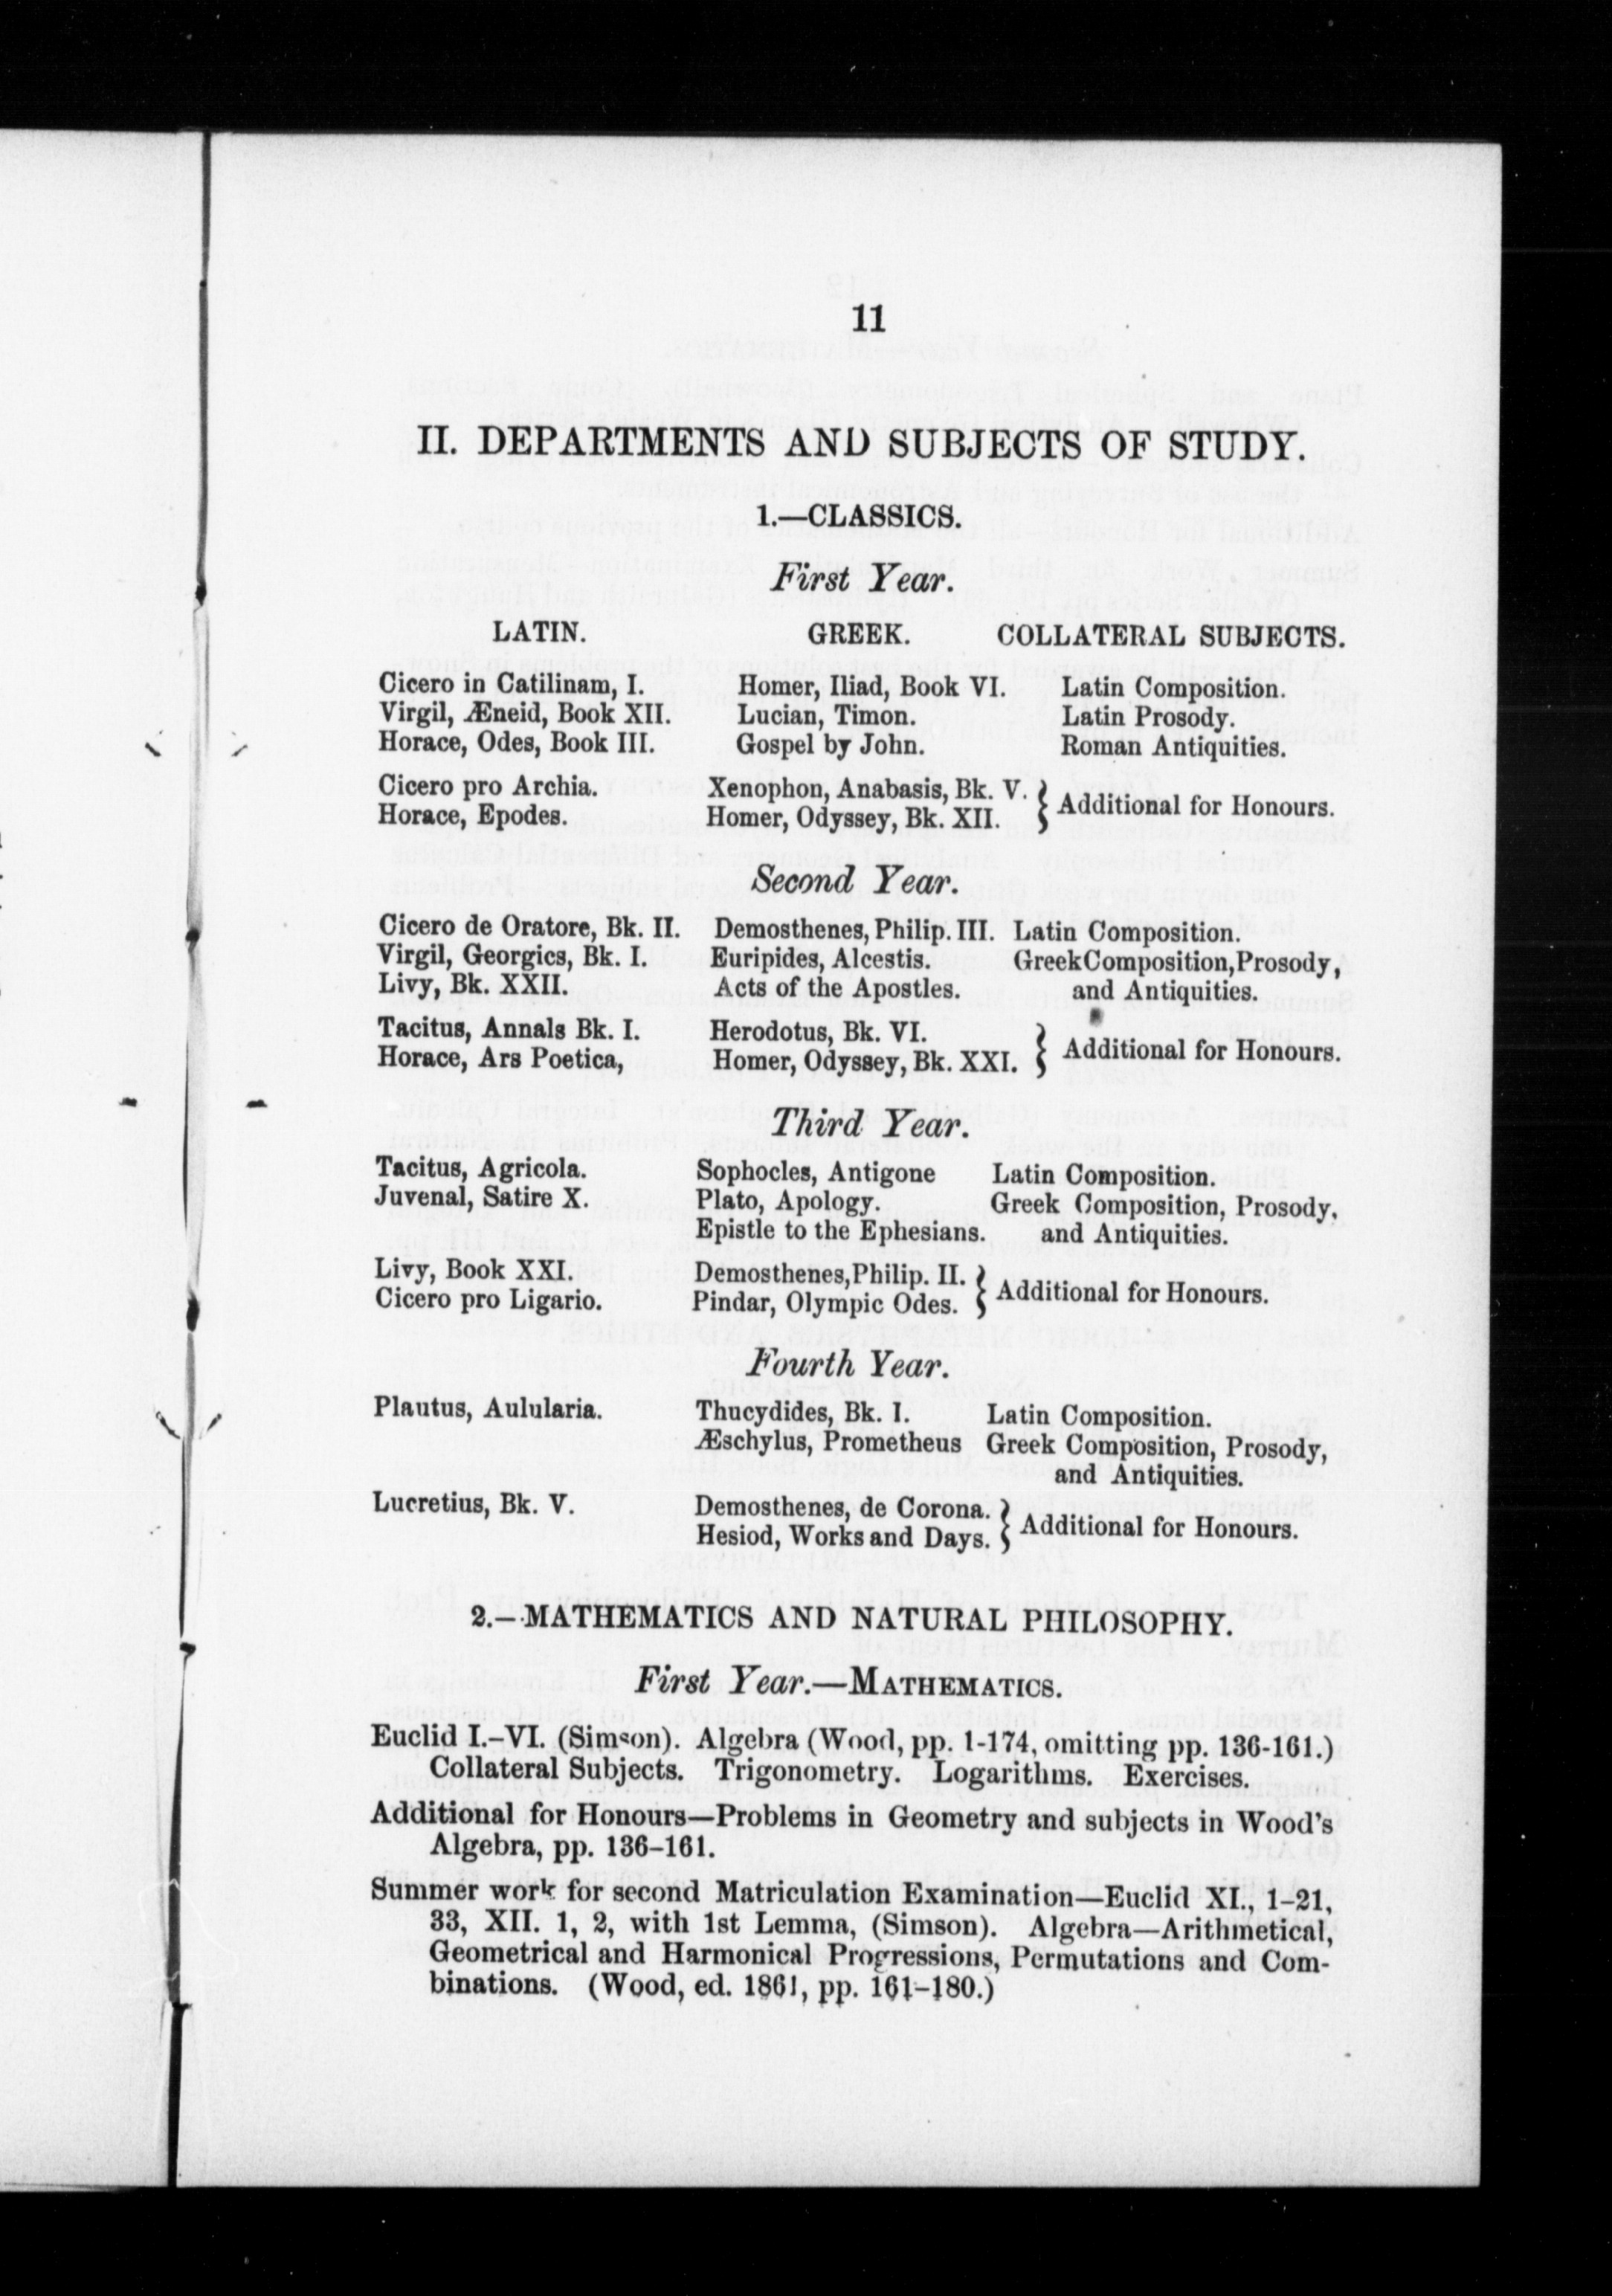 11
II. DEPARTMENTS AND SUBJECTS OF STUDY.
1.—CLASSICS.
First Year.
LATIN. GREEK. COLLATERAL SUBJECTS.
Cicero in Catilinam, I. Homer, Iliad, Book VI. Latin Composition.
Virgil, Æneid, Book XII. Lucian, Timon. Latin Prosody.
Horace, Odes, Book III. Gospel by John. Roman Antiquities.
Cicero pro Archia. Xenophon, Anabasis, Bk. V. } Additional for Honours.
Horace, Epodes. Homer, Odyssey, Bk. XII.
Second Year.
Cicero de Oratore, Bk. II. Demosthenes, Philip. III. Latin Composition.
Virgil, Georgics, Bk. I. Euripides, Alcestis. Greek Composition, Prosody,
Livy, Bk. XXII. Acts of the Apostles. and Antiquities.
Tacitus, Annals Bk. I. Herodotus, Bk. VI. } Additional for Honours.
Horace, Ars Poetica, Homer, Odyssey, Bk. XXI.
Third Year.
Tacitus, Agricola. Sophocles, Antigone Latin Composition.
Juvenal, Satire X. Plato, Apology. Greek Composition, Prosody,
Epistle to the Ephesians. and Antiquities.
Livy, Book XXI. Demosthenes, Philip. II. } Additional for Honours.
Cicero pro Ligario. Pindar, Olympic Odes.
Fourth Year.
Plautus, Aulularia. Thucydides, Bk. I. Latin Composition.
Æschylus, Prometheus Greek Composition, Prosody,
and Antiquities.
Lucretius, Bk. V. Demosthenes, de Corona. } Additional for Honours.
Hesiod, Works and Days.
2.—MATHEMATICS AND NATURAL PHILOSOPHY.
First Year.—MATHEMATICS.
Euclid I.–VI. (Simson). Algebra (Wood, pp. 1-174, omitting pp. 136-161.)
Collateral Subjects. Trigonometry. Logarithms. Exercises.
Additional for Honours—Problems in Geometry and subjects in Wood's
Algebra, pp. 136–161.
Summer work for second Matriculation Examination—Euclid XI., 1–21,
33, XII. 1, 2, with 1st Lemma, (Simson). Algebra—Arithmetical,
Geometrical and Harmonical Progressions, Permutations and Com-
binations. (Wood, ed. 1861, pp. 161–180.)